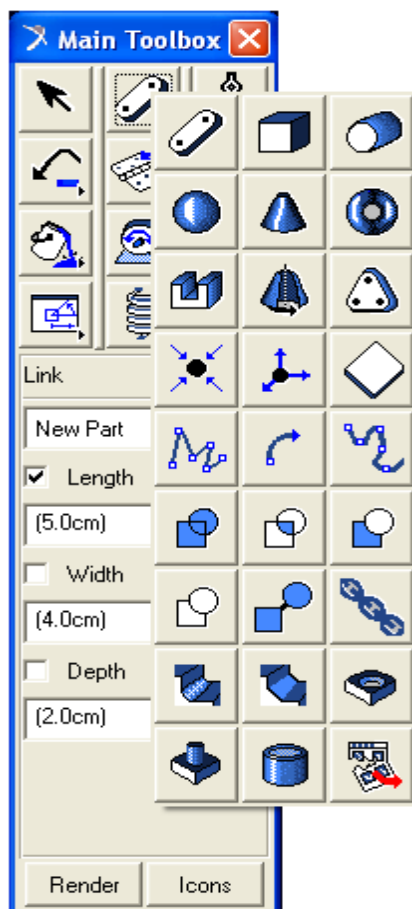 Main Toolbox
Link
New Part
Length
(5.0cm)
Width
(4.0cm)
Depth
(2.0cm)
Render
Icons